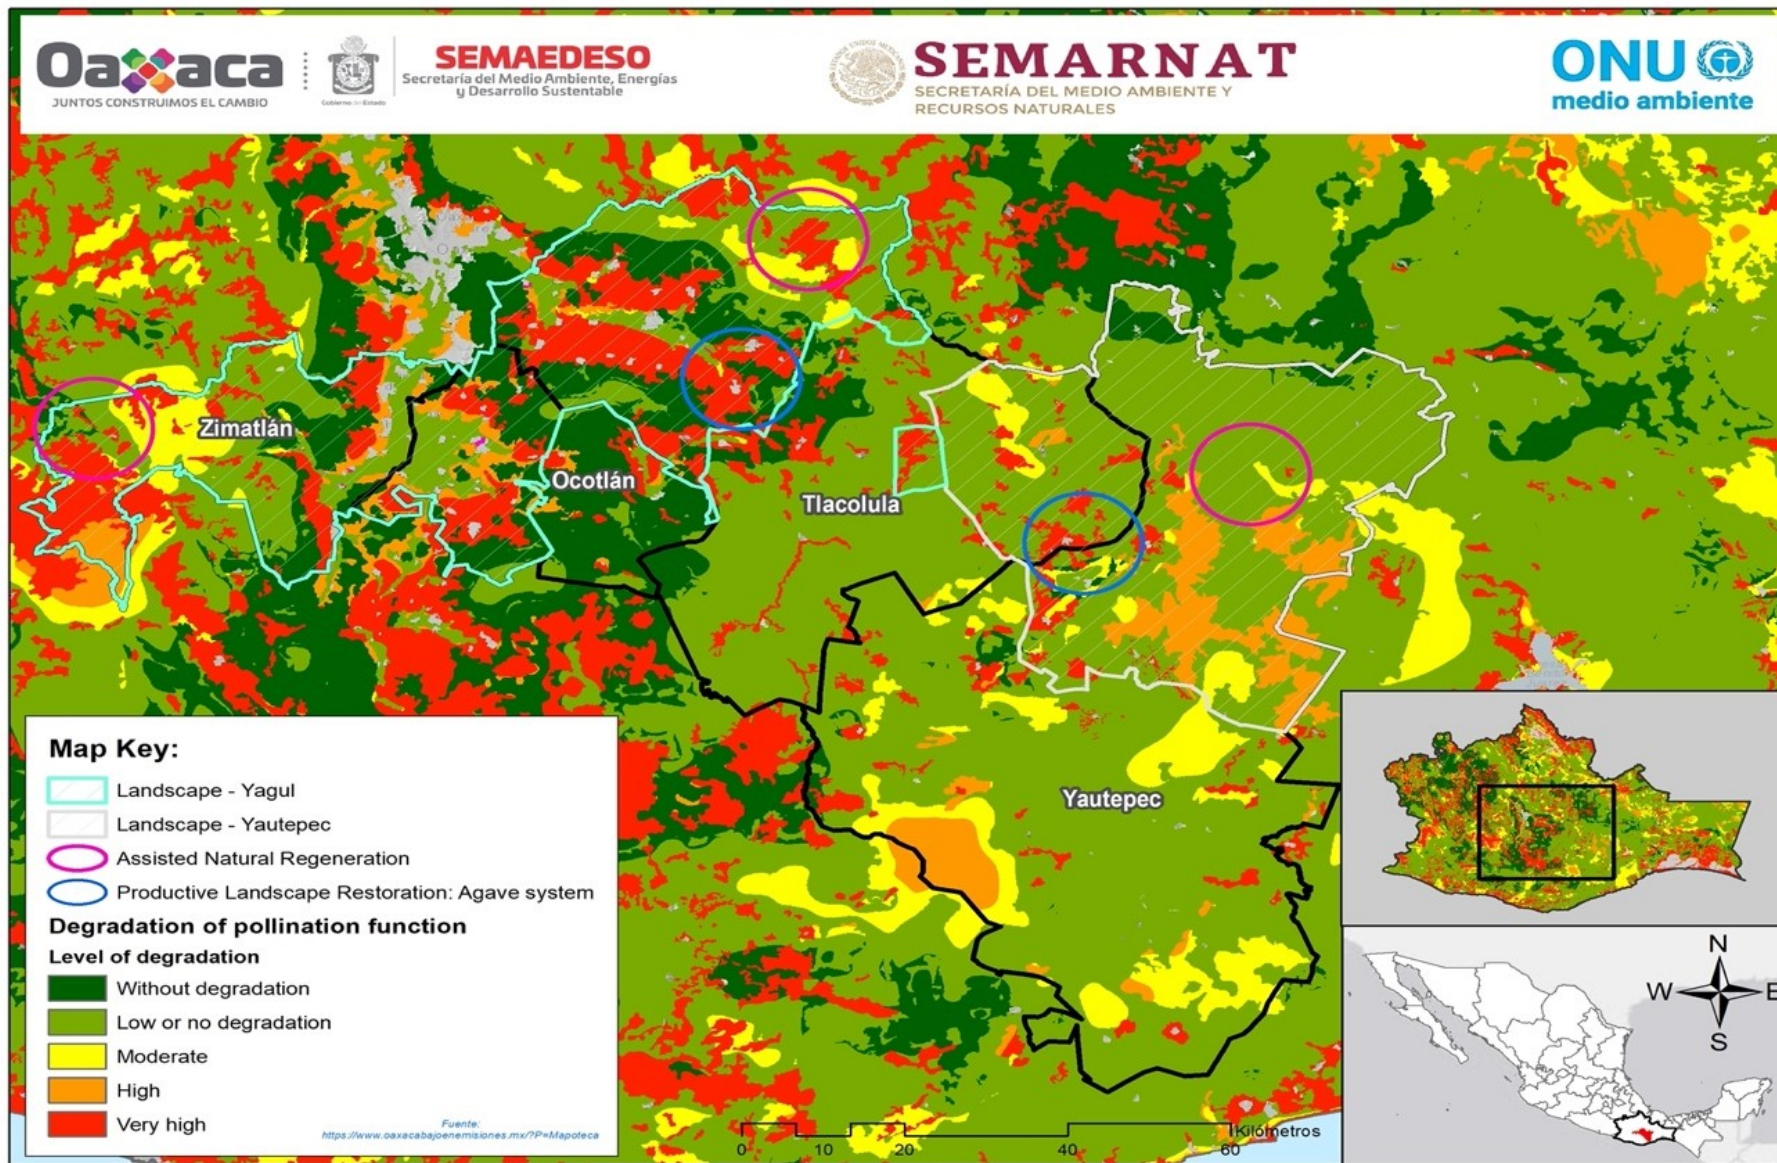 Oaxaca
JUNTOS CONSTRUIMOS EL CAMBIO
Gobierno del Estado
SEMAEDESO
Secretaría del Medio Ambiente, Energías
y Desarrollo Sustentable
SEMARNAT
SECRETARÍA DEL MEDIO AMBIENTE Y
RECURSOS NATURALES
ONU
medio ambiente
Zimatlán
Ocotlán
Tlacolula
Yautepec
Map Key:
Landscape - Yagul
Landscape - Yautepec
Assisted Natural Regeneration
Productive Landscape Restoration: Agave system
Degradation of pollination function
Level of degradation
Without degradation
Low or no degradation
Moderate
High
Very high
Fuente:
https://www.oaxacabajoenemisiones.mx/?P=Mapoteca
Kilómetros
0 10 20 40 60
N
W E
S